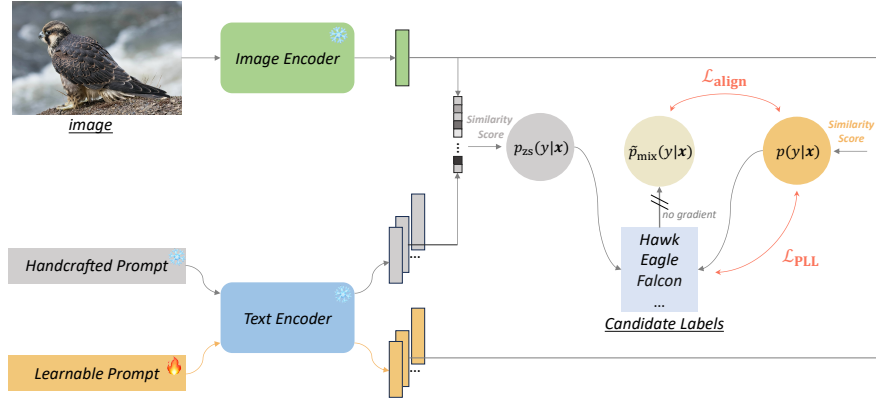 Image Encoder
image
Similarity
Score
...
p_zs(y|x)
p̃_mix(y|x)
p(y|x)
ℒ_align
Similarity
Score
no gradient
Handcrafted Prompt
Text Encoder
Learnable Prompt
...
...
Hawk
Eagle
Falcon
...
Candidate Labels
ℒ_PLL